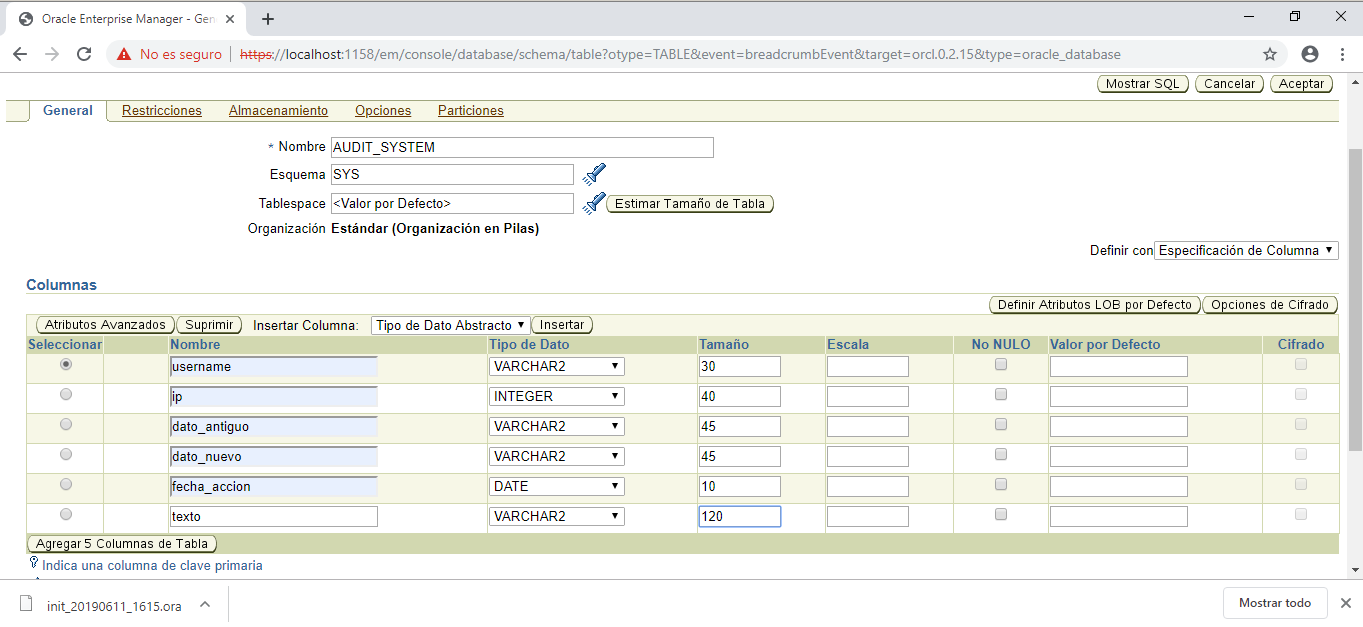 Oracle Enterprise Manager - Gen
No es seguro https://localhost:1158/em/console/database/schema/table?otype=TABLE&event=breadcrumbEvent&target=orcl.0.2.15&type=oracle_database
Mostrar SQL Cancelar Aceptar
General Restricciones Almacenamiento Opciones Particiones
* Nombre AUDIT_SYSTEM
Esquema SYS
Tablespace <Valor por Defecto> Estimar Tamaño de Tabla
Organización Estándar (Organización en Pilas)
Definir con Especificación de Columna
Columnas
Definir Atributos LOB por Defecto Opciones de Cifrado
Atributos Avanzados Suprimir Insertar Columna: Tipo de Dato Abstracto Insertar
Seleccionar Nombre Tipo de Dato Tamaño Escala No NULO Valor por Defecto Cifrado
username VARCHAR2 30
ip INTEGER 40
dato_antiguo VARCHAR2 45
dato_nuevo VARCHAR2 45
fecha_accion DATE 10
texto VARCHAR2 120
Agregar 5 Columnas de Tabla
Indica una columna de clave primaria
init_20190611_1615.ora Mostrar todo